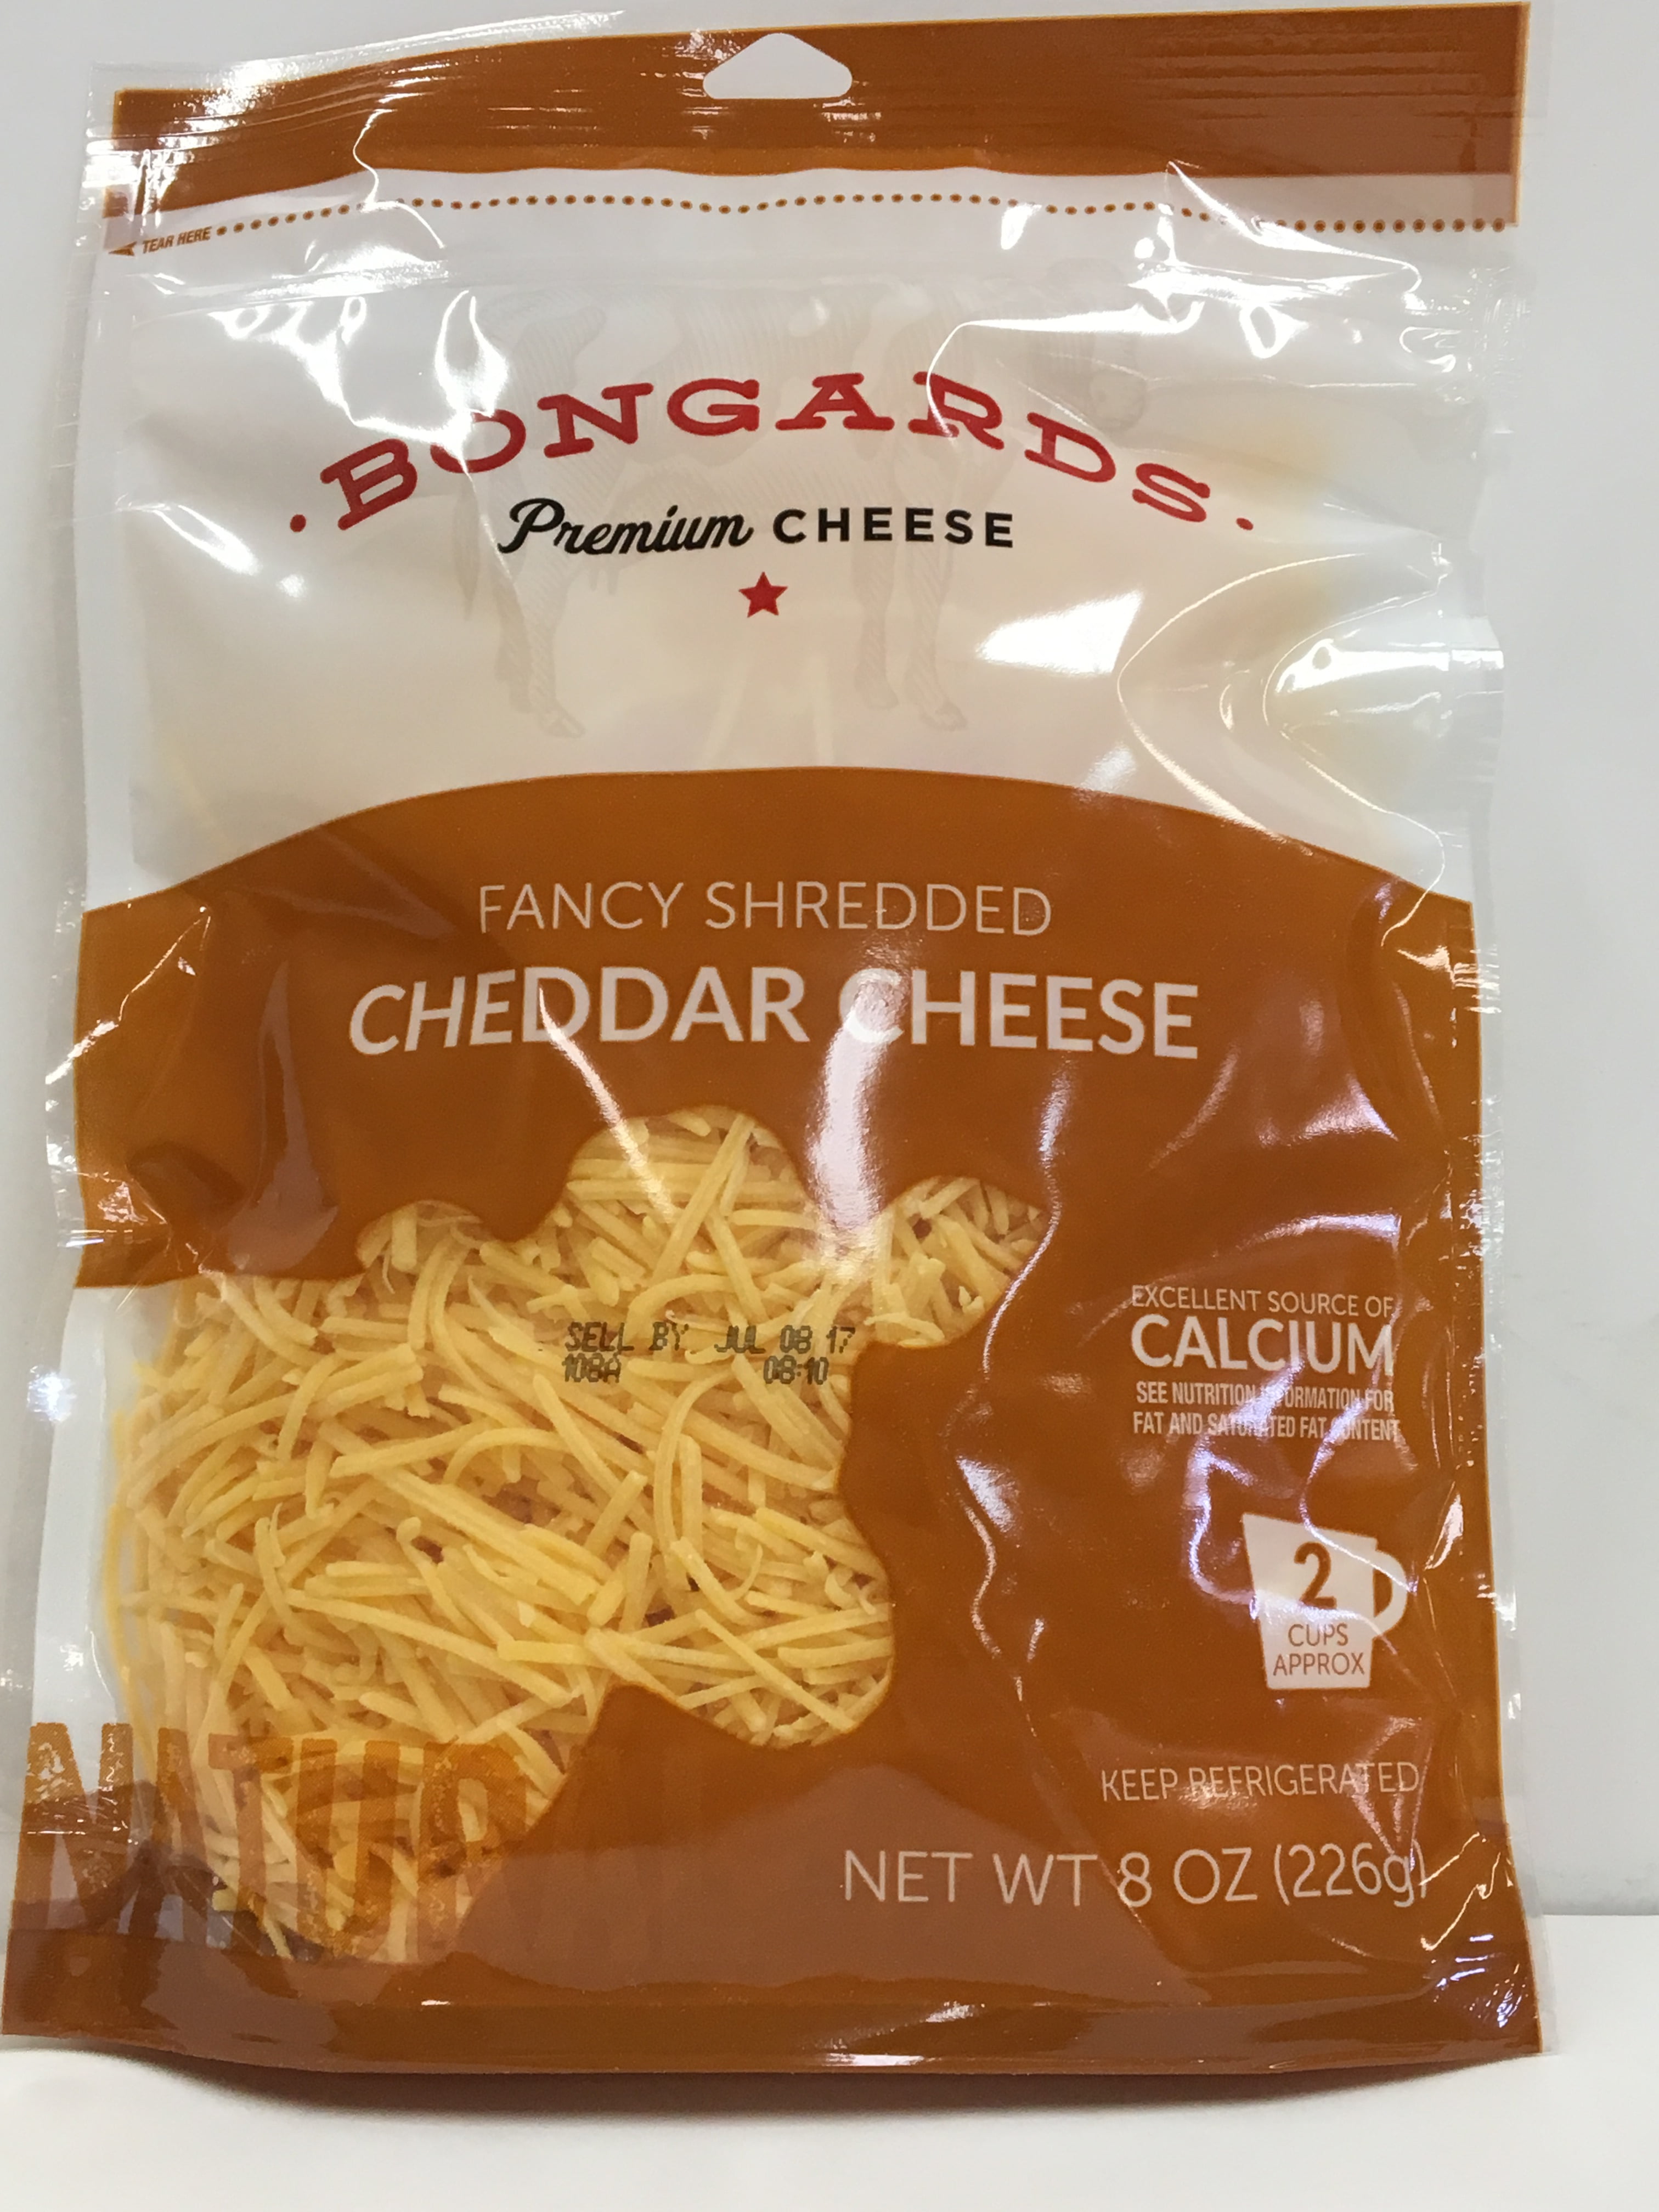 TEAR HERE
·BONGARDS·
Premium CHEESE
FANCY SHREDDED
CHEDDAR CHEESE
SELL BY JUL 08 17
108A 08:10
EXCELLENT SOURCE OF
CALCIUM
SEE NUTRITION INFORMATION FOR
FAT AND SATURATED FAT CONTENT
2
CUPS
APPROX
NATUR
KEEP REFRIGERATED
NET WT 8 OZ (226g)